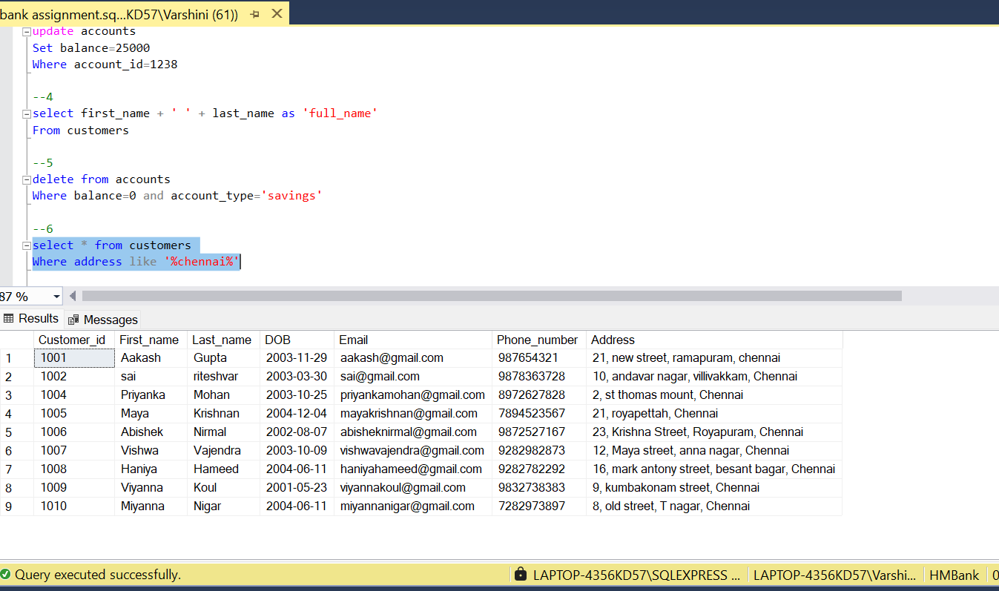 bank assignment.sq...KD57\Varshini (61))
update accounts
Set balance=25000
Where account_id=1238
--4
select first_name + ' ' + last_name as 'full_name'
From customers
--5
delete from accounts
Where balance=0 and account_type='savings'
--6
select * from customers
Where address like '%chennai%'
87 %
Results Messages
Customer_id First_name Last_name DOB Email Phone_number Address
1 1001 Aakash Gupta 2003-11-29 aakash@gmail.com 987654321 21, new street, ramapuram, chennai
2 1002 sai riteshvar 2003-03-30 sai@gmail.com 9878363728 10, andavar nagar, villivakkam, Chennai
3 1004 Priyanka Mohan 2003-10-25 priyankamohan@gmail.com 8972627828 2, st thomas mount, Chennai
4 1005 Maya Krishnan 2004-12-04 mayakrishnan@gmail.com 7894523567 21, royapettah, Chennai
5 1006 Abishek Nirmal 2002-08-07 abisheknirmal@gmail.com 9872527167 23, Krishna Street, Royapuram, Chennai
6 1007 Vishwa Vajendra 2003-10-09 vishwavajendra@gmail.com 9282982873 12, Maya street, anna nagar, Chennai
7 1008 Haniya Hameed 2004-06-11 haniyahameed@gmail.com 9282782292 16, mark antony street, besant bagar, Chennai
8 1009 Viyanna Koul 2001-05-23 viyannakoul@gmail.com 9832738383 9, kumbakonam street, Chennai
9 1010 Miyanna Nigar 2004-06-11 miyannanigar@gmail.com 7282973897 8, old street, T nagar, Chennai
Query executed successfully. LAPTOP-4356KD57\SQLEXPRESS ... LAPTOP-4356KD57\Varshi... HMBank 0